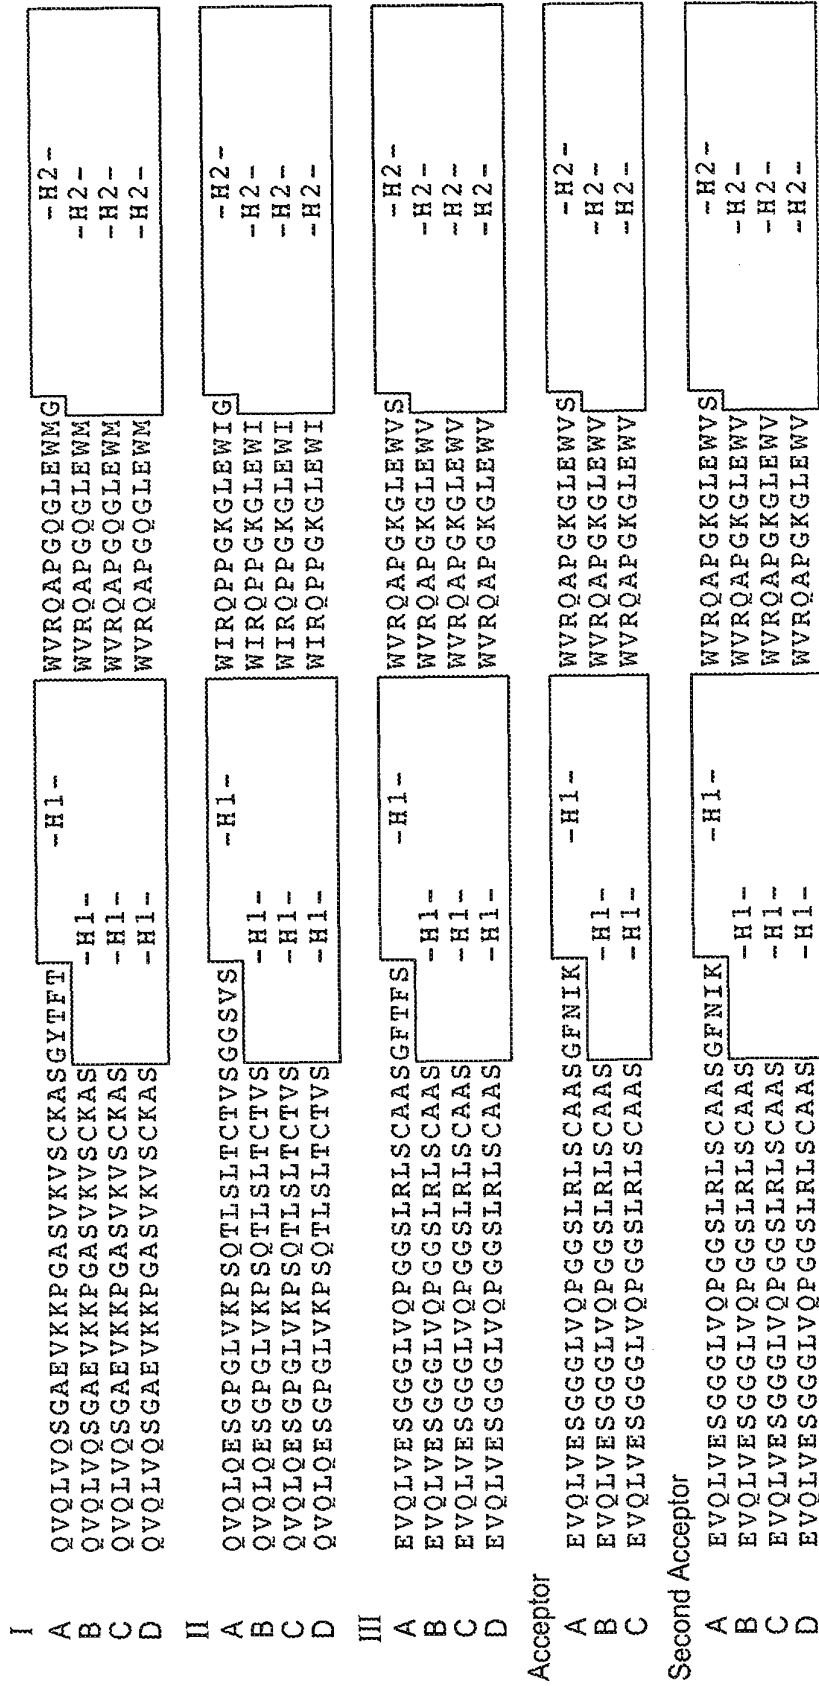 I
A QVQLVQSGAEVKKPGASVKVSCKASGYTFT -H1- WVRQAPGQGLEWMG -H2-
B QVQLVQSGAEVKKPGASVKVSCKAS -H1- WVRQAPGQGLEWM -H2-
C QVQLVQSGAEVKKPGASVKVSCKAS -H1- WVRQAPGQGLEWM -H2-
D QVQLVQSGAEVKKPGASVKVSCKAS -H1- WVRQAPGQGLEWM -H2-
II
A QVQLQESGPGLVKPSQTLSLTCTVSGGSVS -H1- WIRQPPGKGLEWIG -H2-
B QVQLQESGPGLVKPSQTLSLTCTVS -H1- WIRQPPGKGLEWI -H2-
C QVQLQESGPGLVKPSQTLSLTCTVS -H1- WIRQPPGKGLEWI -H2-
D QVQLQESGPGLVKPSQTLSLTCTVS -H1- WIRQPPGKGLEWI -H2-
III
A EVQLVESGGGLVQPGGSLRLSCAASGFTFS -H1- WVRQAPGKGLEWVS -H2-
B EVQLVESGGGLVQPGGSLRLSCAAS -H1- WVRQAPGKGLEWV -H2-
C EVQLVESGGGLVQPGGSLRLSCAAS -H1- WVRQAPGKGLEWV -H2-
D EVQLVESGGGLVQPGGSLRLSCAAS -H1- WVRQAPGKGLEWV -H2-
Acceptor
A EVQLVESGGGLVQPGGSLRLSCAASGFNIK -H1- WVRQAPGKGLEWVS -H2-
B EVQLVESGGGLVQPGGSLRLSCAAS -H1- WVRQAPGKGLEWV -H2-
C EVQLVESGGGLVQPGGSLRLSCAAS -H1- WVRQAPGKGLEWV -H2-
Second Acceptor
A EVQLVESGGGLVQPGGSLRLSCAASGFNIK -H1- WVRQAPGKGLEWVS -H2-
B EVQLVESGGGLVQPGGSLRLSCAAS -H1- WVRQAPGKGLEWV -H2-
C EVQLVESGGGLVQPGGSLRLSCAAS -H1- WVRQAPGKGLEWV -H2-
D EVQLVESGGGLVQPGGSLRLSCAAS -H1- WVRQAPGKGLEWV -H2-